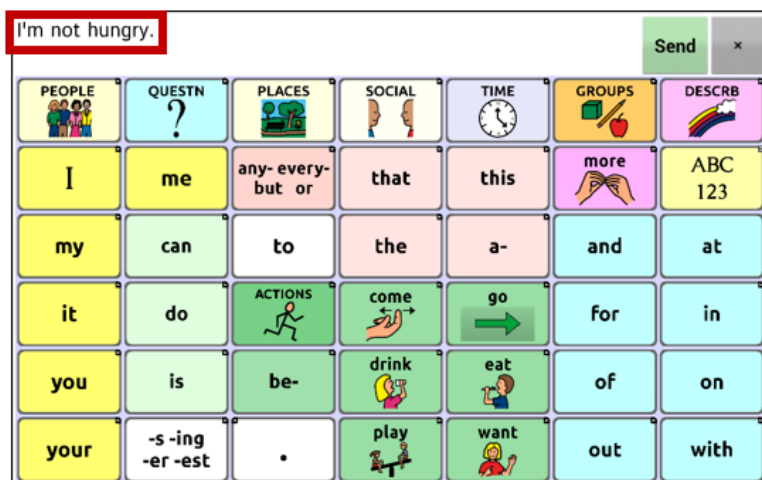 I'm not hungry.
Send ×
PEOPLE QUESTN PLACES SOCIAL TIME GROUPS DESCRB
?
I me any- every- but or that this more ABC 123
my can to the a- and at
it do ACTIONS come go for in
you is be- drink eat of on
your -s -ing -er -est . play want out with